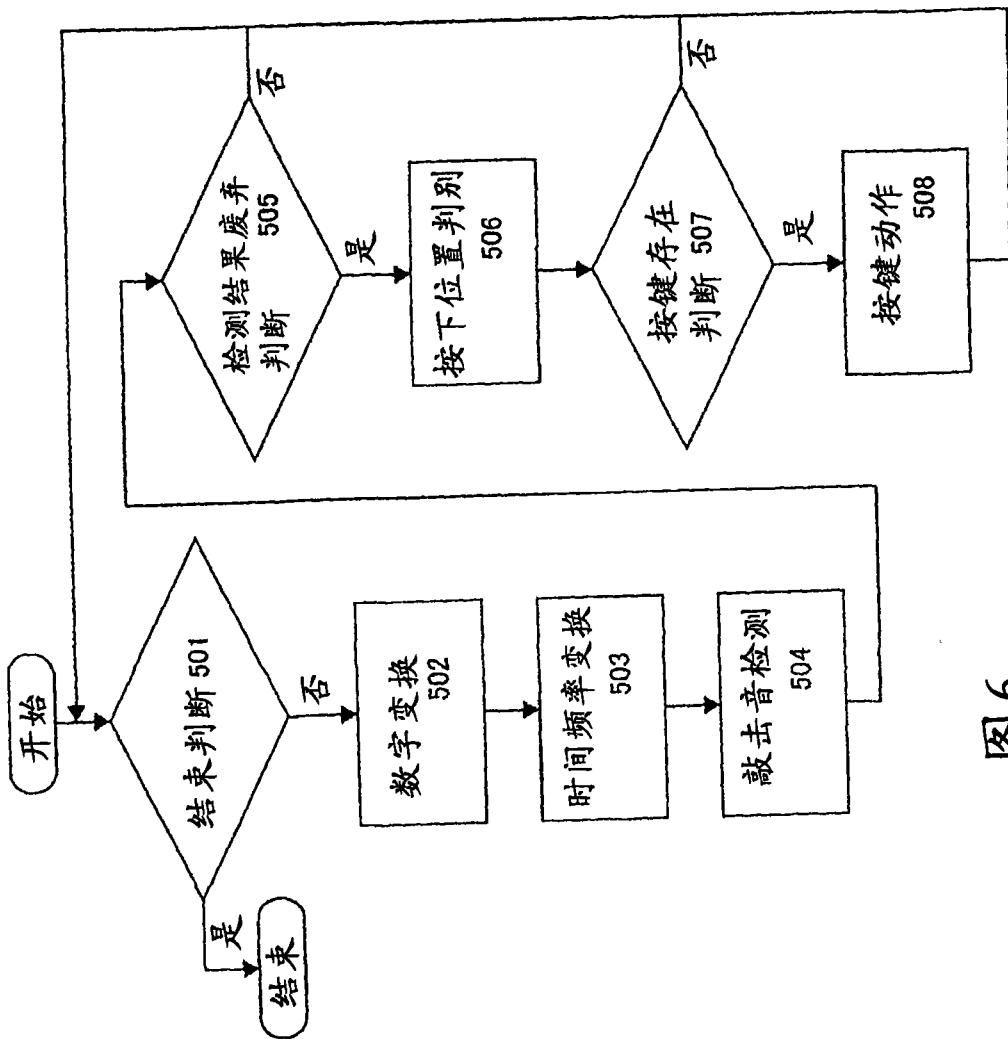 开始
结束判断 501
是
结束
否
数字变换
502
时间频率变换
503
敲击音检测
504
检测结果废弃
判断
505
否
是
按下位置判别
506
按键存在
判断 507
否
是
按键动作
508
图 6